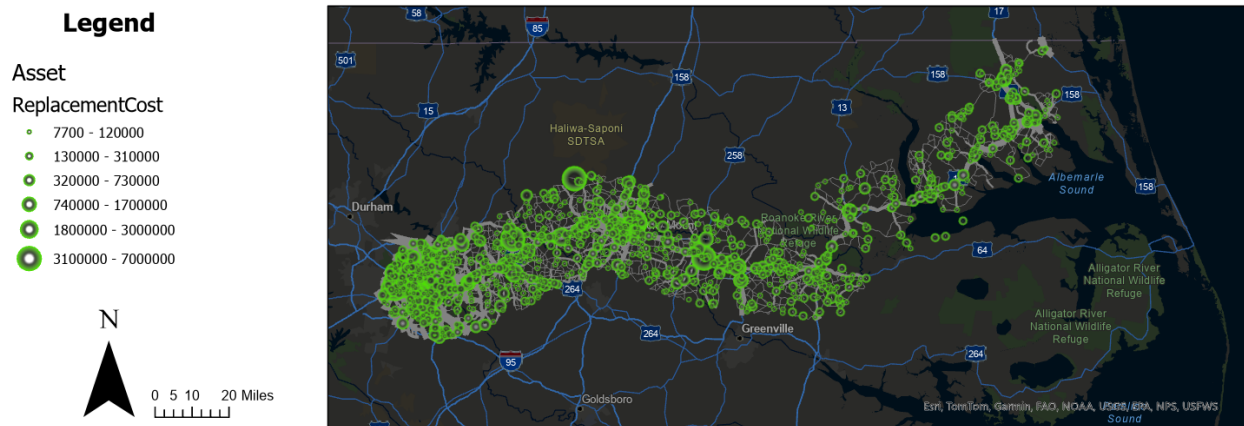 Legend
Asset
ReplacementCost
7700 - 120000
130000 - 310000
320000 - 730000
740000 - 1700000
1800000 - 3000000
3100000 - 7000000
N
0 5 10 20 Miles
58
85
17
501
158
158
15
13
158
Haliwa-Saponi
SDTSA
258
Albemarle
Sound
158
Durham
Roanoke River
National Wildlife
Refuge
Mount
64
Alligator River
National Wildlife
Refuge
264
Alligator River
National Wildlife
Refuge
264
Greenville
264
95
Goldsboro
Esri, TomTom, Garmin, FAO, NOAA, USGS, EPA, NPS, USFWS
Sound